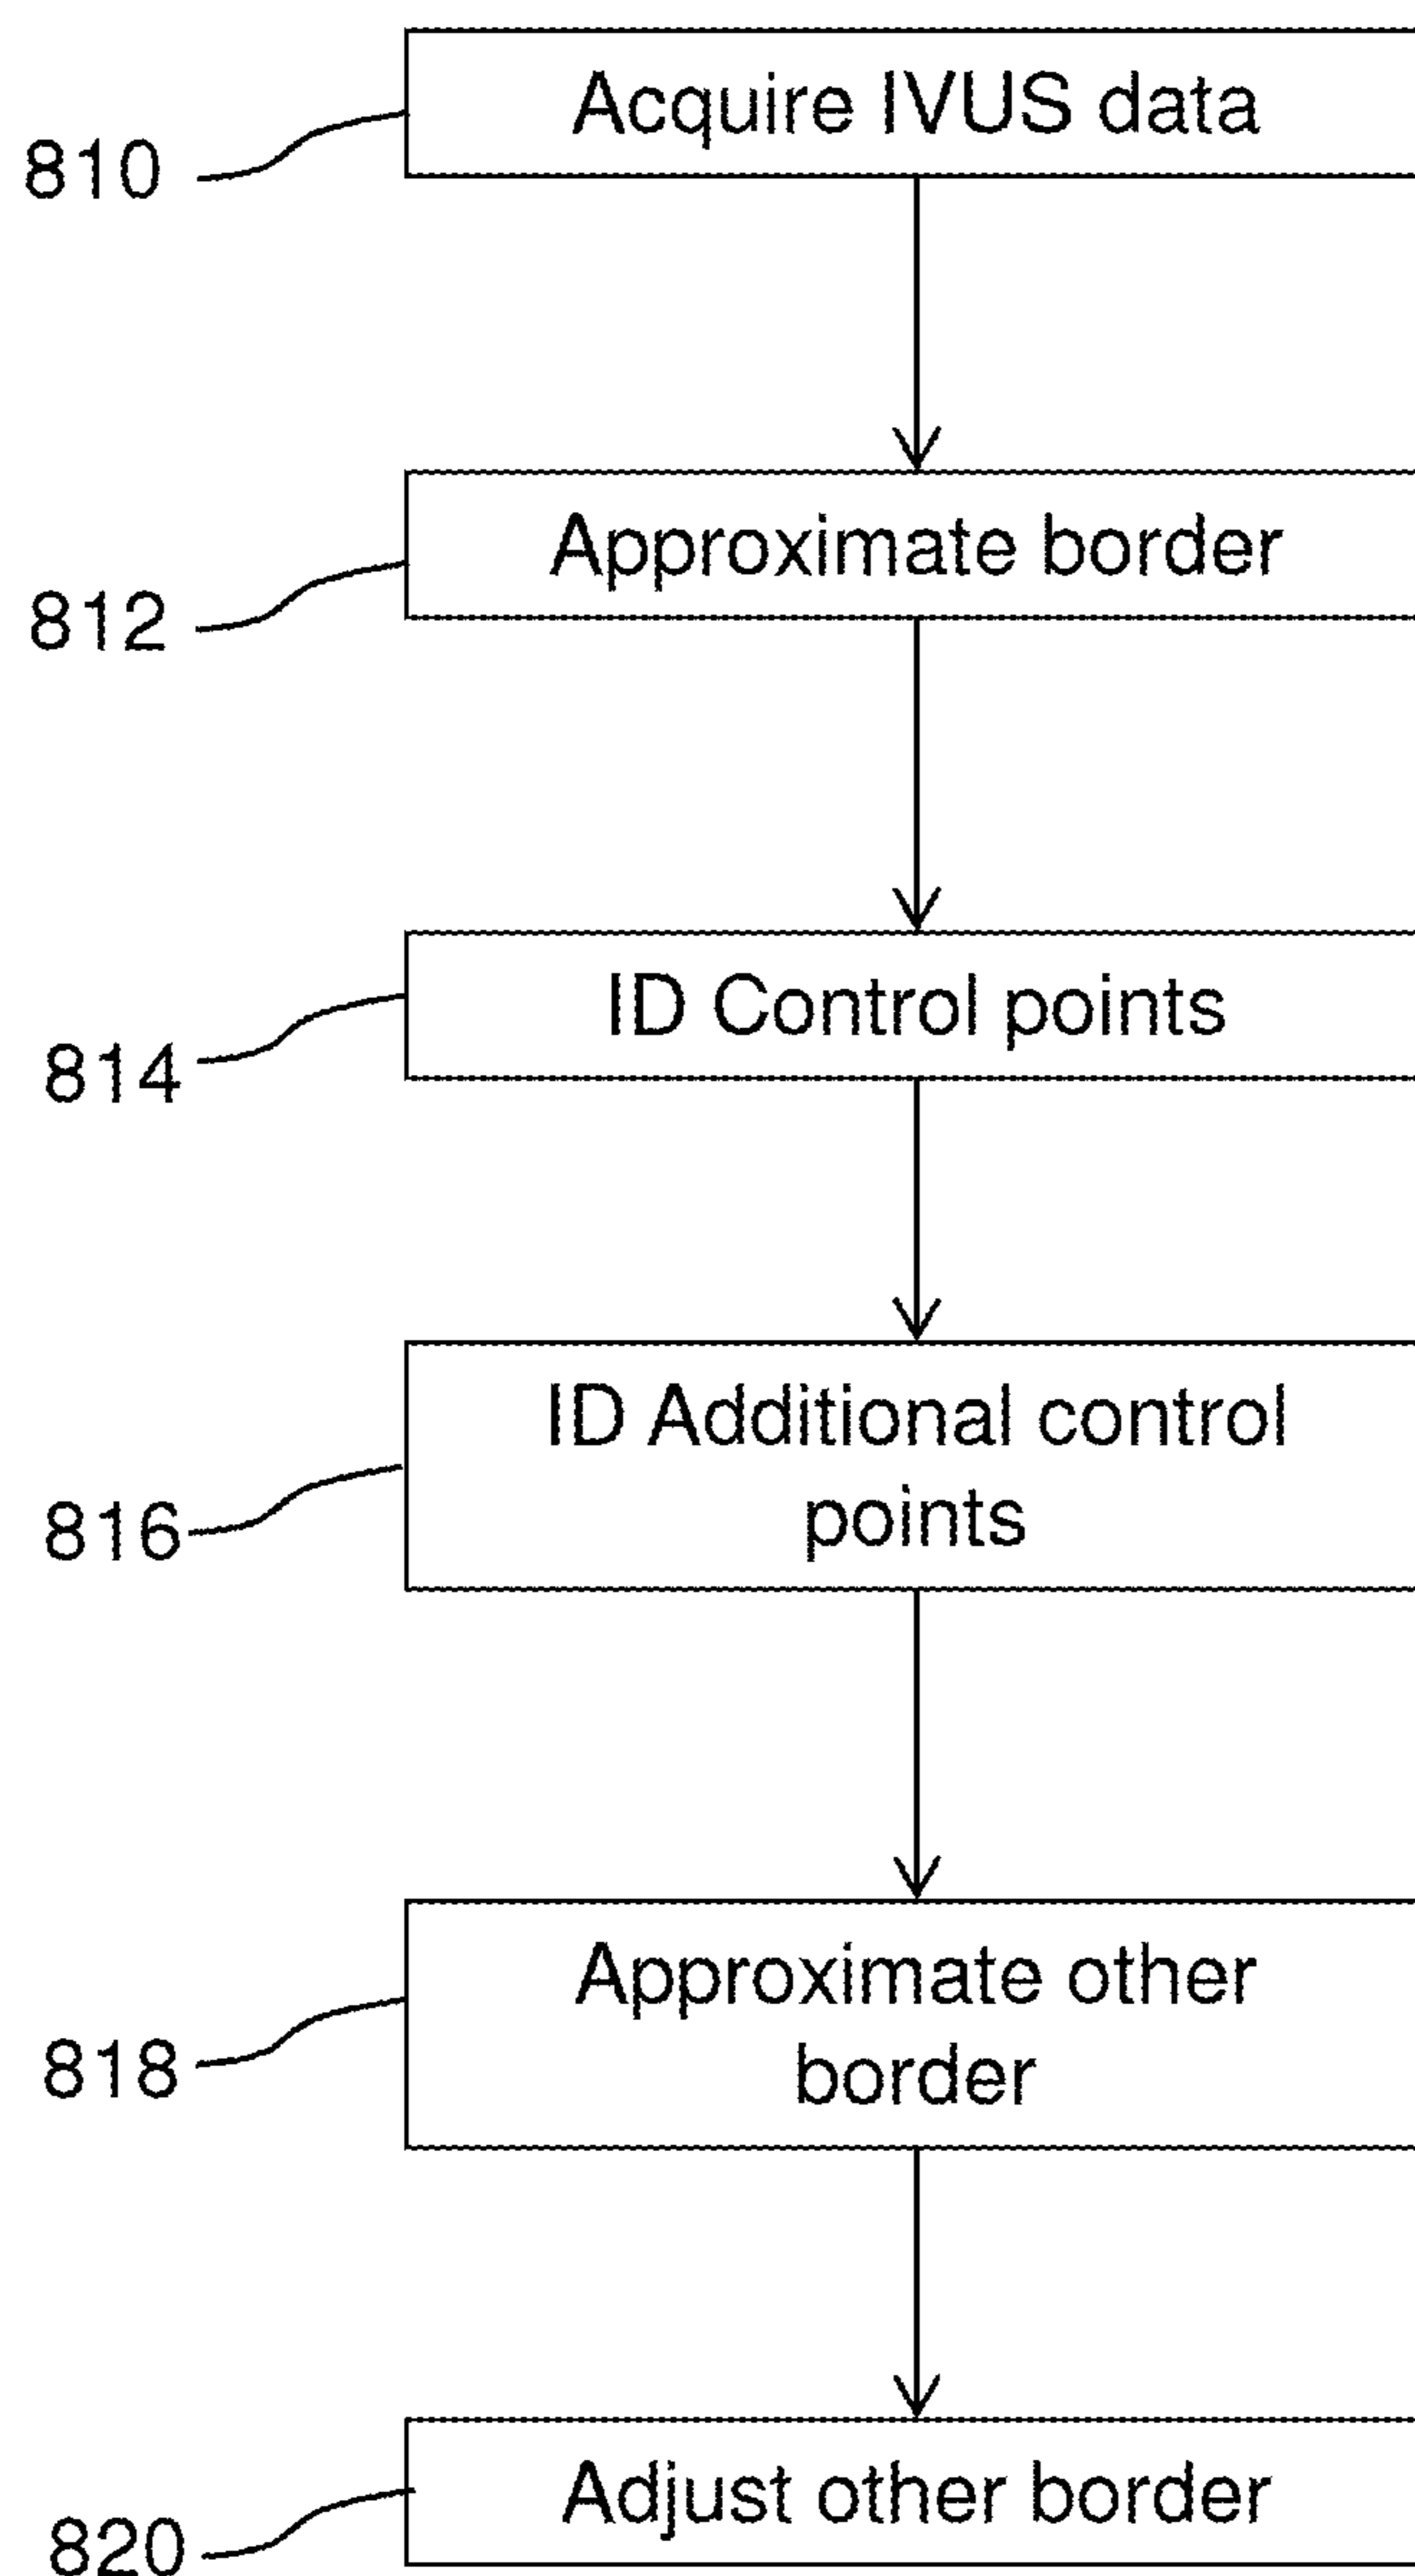 Acquire IVUS data
810
Approximate border
812
ID Control points
814
ID Additional control
points
816
Approximate other
border
818
Adjust other border
820